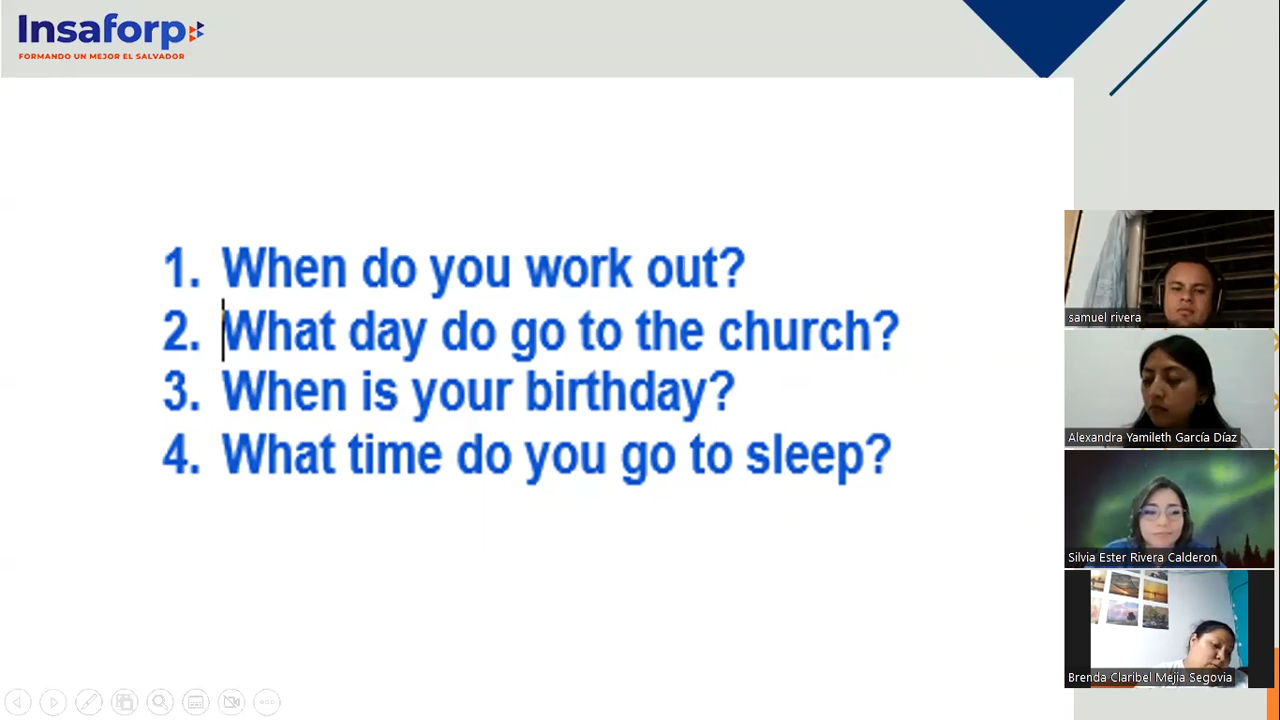 Insaforp
FORMANDO UN MEJOR EL SALVADOR
1. When do you work out?
2. What day do go to the church?
3. When is your birthday?
4. What time do you go to sleep?
samuel rivera
Alexandra Yamileth García Díaz
Silvia Ester Rivera Calderon
Brenda Claribel Mejia Segovia